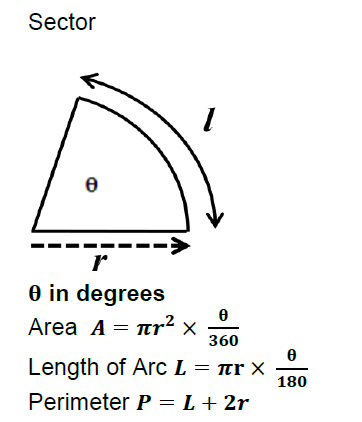 Sector
l
θ
r
θ in degrees
Area A = πr² × θ/360
Length of Arc L = πr × θ/180
Perimeter P = L + 2r